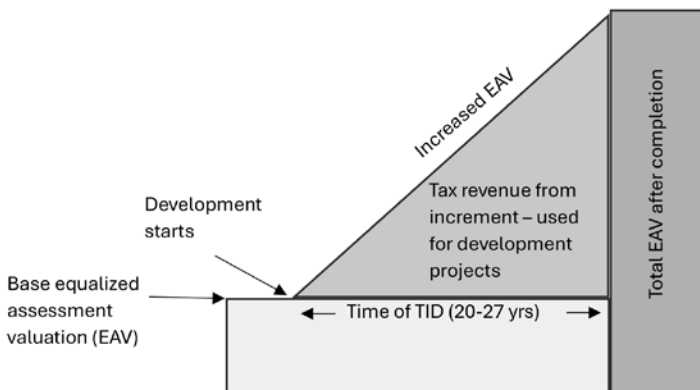 Increased EAV
Total EAV after completion
Tax revenue from
increment – used
for development
projects
Development
starts
Base equalized
assessment
valuation (EAV)
Time of TID (20-27 yrs)